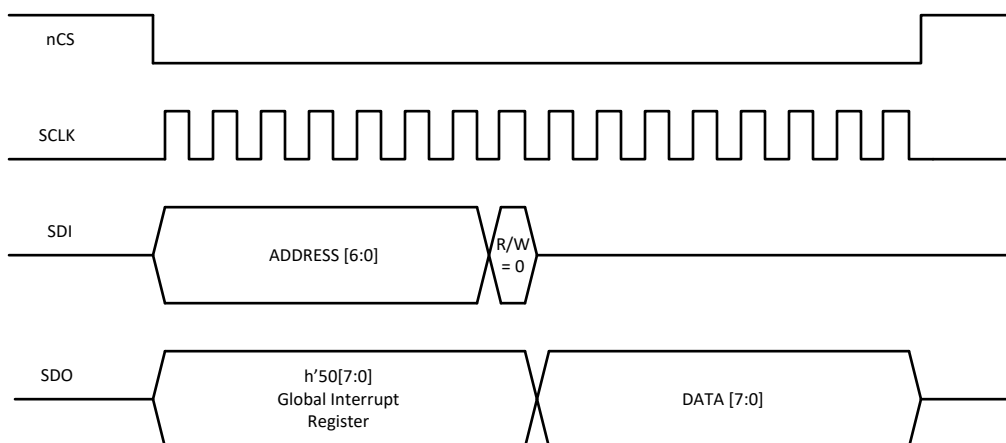 nCS
SCLK
SDI
ADDRESS [6:0]
R/W
= 0
SDO
h’50[7:0]
Global Interrupt
Register
DATA [7:0]